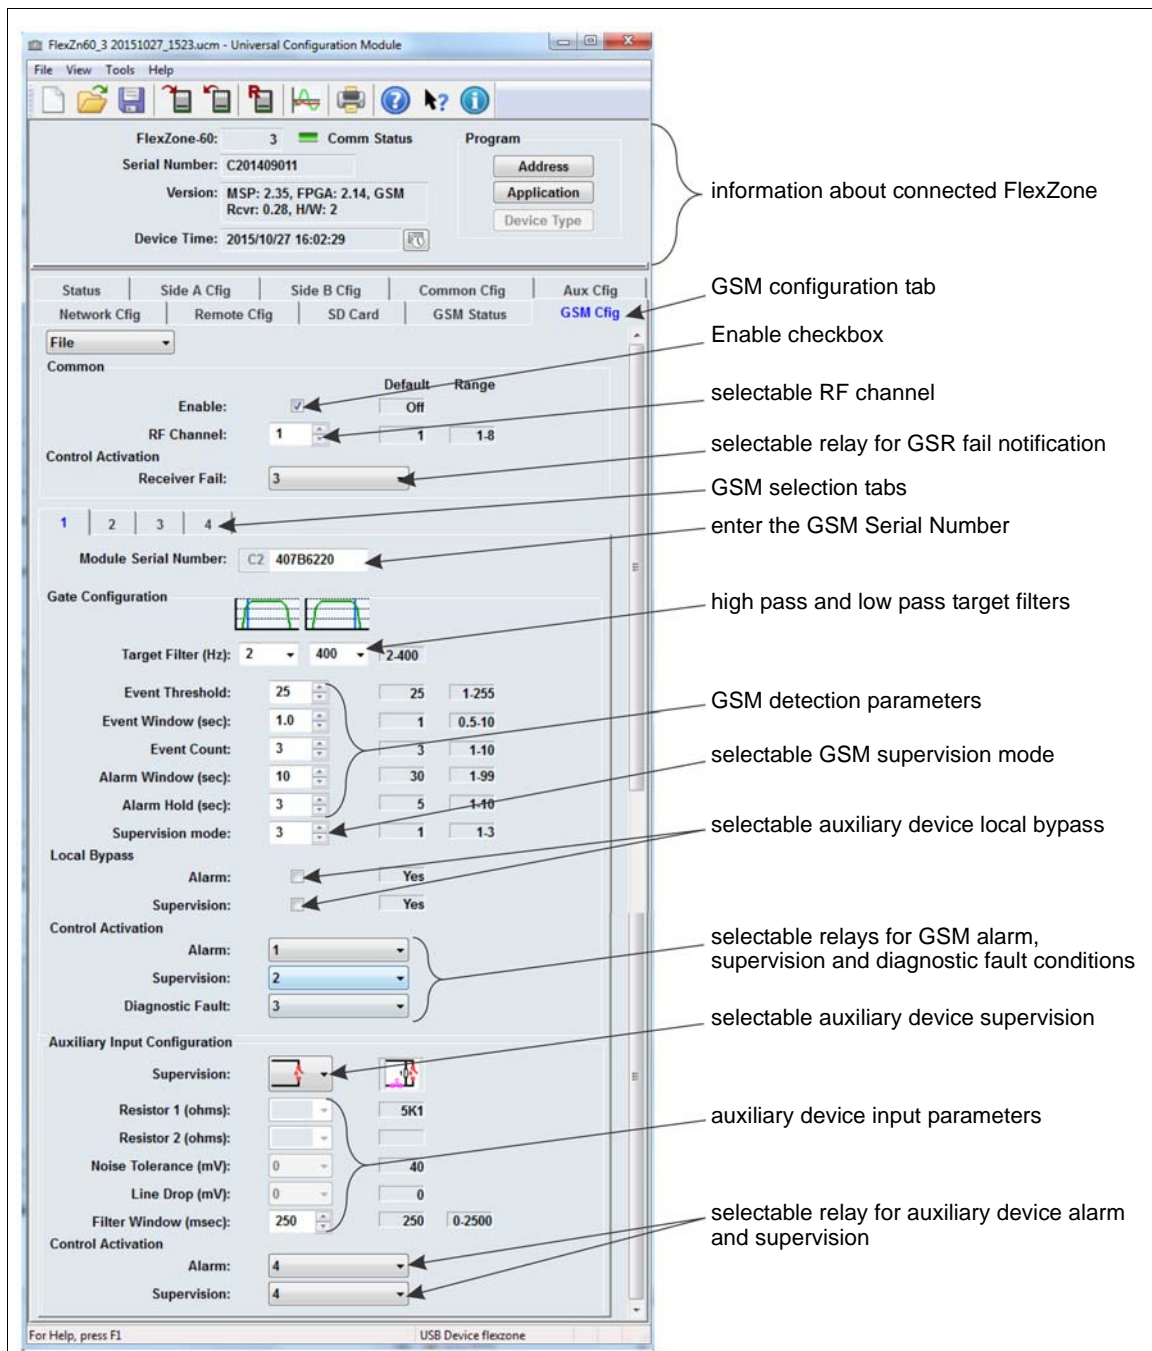 FlexZn60_3 20151027_1523.ucm - Universal Configuration Module
File View Tools Help
FlexZone-60: 3 Comm Status
Program
Serial Number: C201409011
Address
Version: MSP: 2.35, FPGA: 2.14, GSM
Rcvr: 0.28, H/W: 2
Application
Device Type
Device Time: 2015/10/27 16:02:29
information about connected FlexZone
Status Side A Cfig Side B Cfig Common Cfig Aux Cfig
Network Cfig Remote Cfig SD Card GSM Status GSM Cfig
GSM configuration tab
File
Enable checkbox
Common
Default Range
Enable: Off
selectable RF channel
RF Channel: 1 1 1-8
Control Activation
selectable relay for GSR fail notification
Receiver Fail: 3
GSM selection tabs
1 2 3 4
enter the GSM Serial Number
Module Serial Number: C2 407B6220
Gate Configuration
high pass and low pass target filters
Target Filter (Hz): 2 400 2-400
Event Threshold: 25 25 1-255
GSM detection parameters
Event Window (sec): 1.0 1 0.5-10
Event Count: 3 3 1-10
selectable GSM supervision mode
Alarm Window (sec): 10 30 1-99
Alarm Hold (sec): 3 5 1-10
Supervision mode: 3 1 1-3
selectable auxiliary device local bypass
Local Bypass
Alarm: Yes
Supervision: Yes
Control Activation
Alarm: 1
selectable relays for GSM alarm,
supervision and diagnostic fault conditions
Supervision: 2
Diagnostic Fault: 3
selectable auxiliary device supervision
Auxiliary Input Configuration
Supervision:
Resistor 1 (ohms): 5K1
auxiliary device input parameters
Resistor 2 (ohms):
Noise Tolerance (mV): 0 40
Line Drop (mV): 0 0
Filter Window (msec): 250 250 0-2500
selectable relay for auxiliary device alarm
and supervision
Control Activation
Alarm: 4
Supervision: 4
For Help, press F1
USB Device flexzone